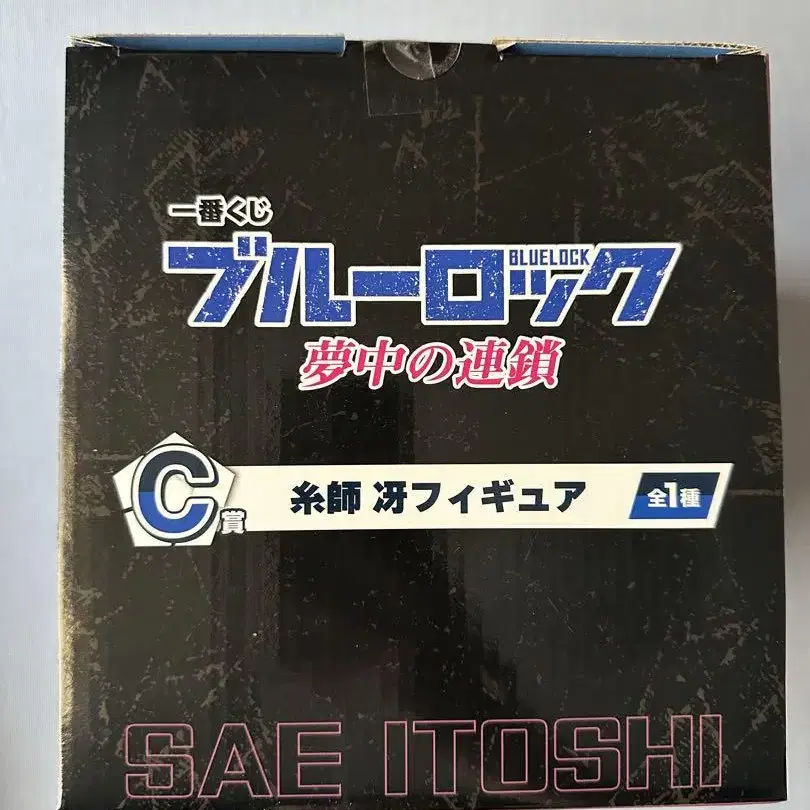 一番くじ
ブルーロック
BLUELOCK
夢中の連鎖
C賞 糸師 冴フィギュア 全1種
SAE ITOSHI